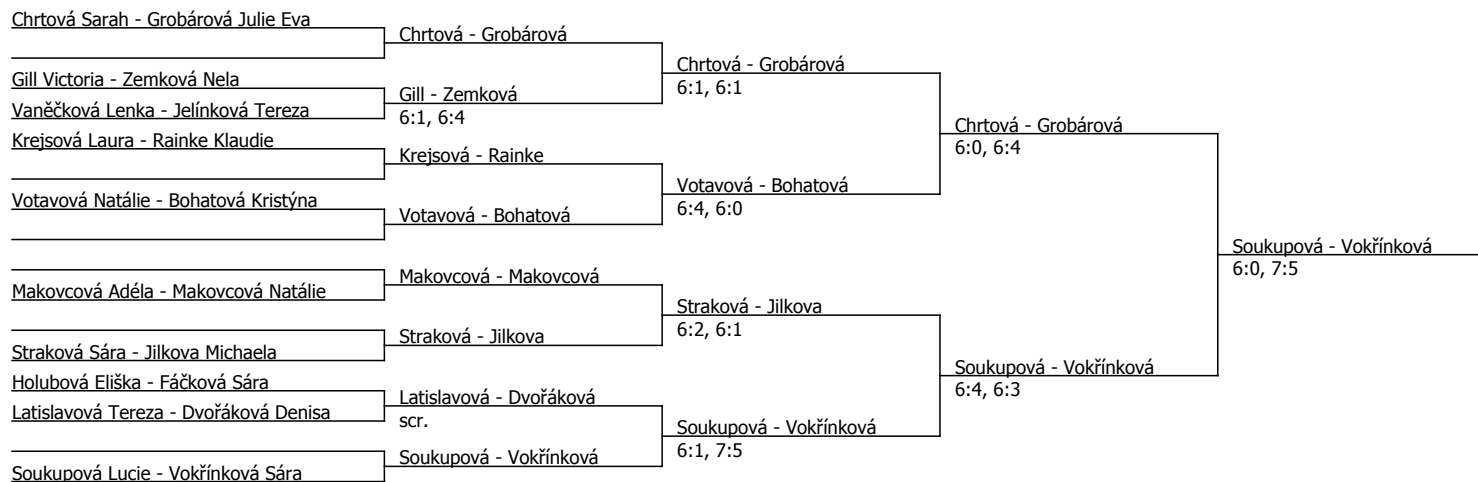 Chrtová Sarah - Grobárová Julie Eva
Gill Victoria - Zemková Nela
Vaněčková Lenka - Jelínková Tereza
Krejsová Laura - Rainke Klaudie
Votavová Natálie - Bohatová Kristýna
Makovcová Adéla - Makovcová Natálie
Straková Sára - Jilkova Michaela
Holubová Eliška - Fáčková Sára
Latislavová Tereza - Dvořáková Denisa
Soukupová Lucie - Vokřínková Sára
Chrtová - Grobárová
Gill - Zemková
6:1, 6:4
Krejsová - Rainke
Votavová - Bohatová
Makovcová - Makovcová
Straková - Jilkova
Latislavová - Dvořáková
scr.
Soukupová - Vokřínková
Chrtová - Grobárová
6:1, 6:1
Votavová - Bohatová
6:4, 6:0
Straková - Jilkova
6:2, 6:1
Soukupová - Vokřínková
6:1, 7:5
Chrtová - Grobárová
6:0, 6:4
Soukupová - Vokřínková
6:4, 6:3
Soukupová - Vokřínková
6:0, 7:5